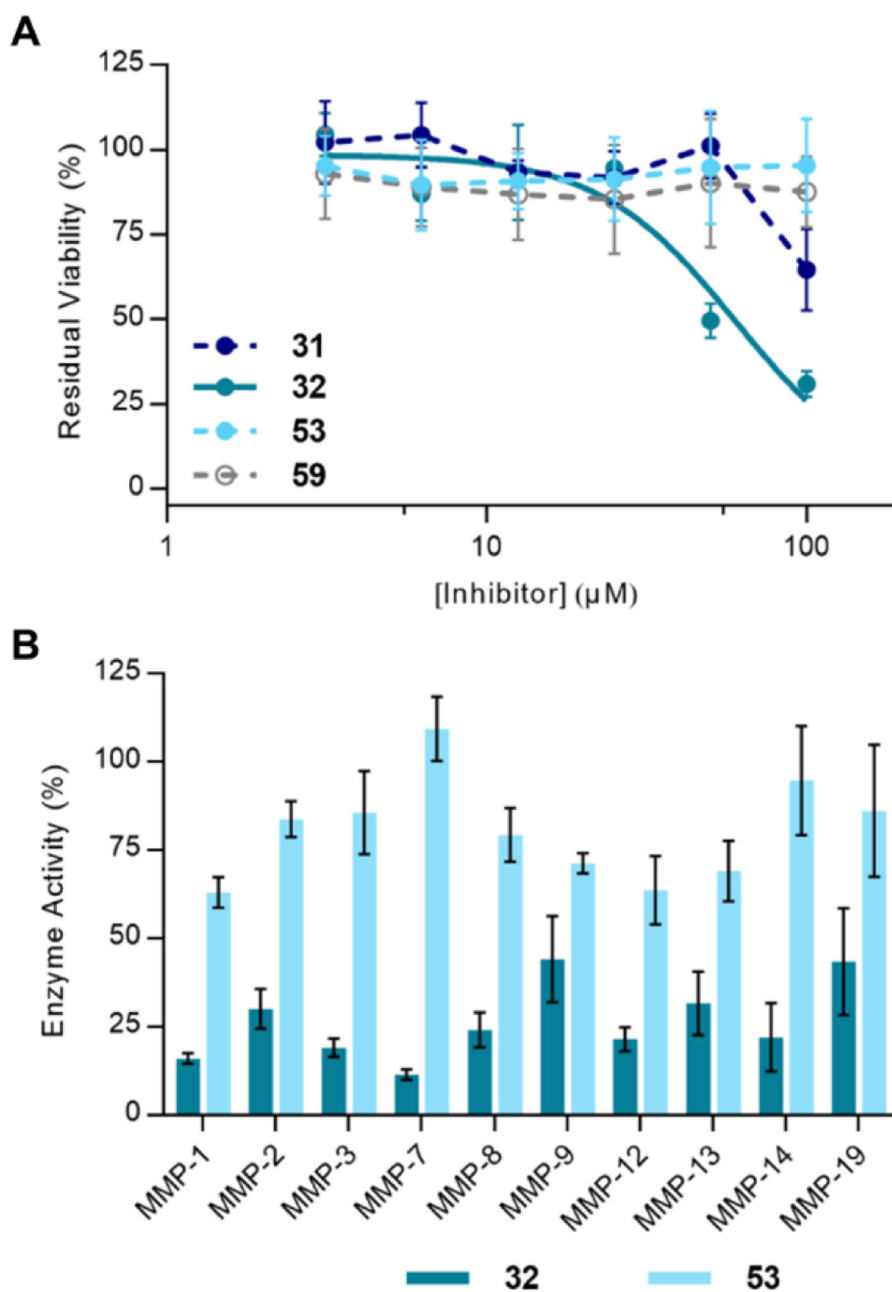 A
Residual Viability (%)
125
100
75
50
25
0
31
32
53
59
1
10
100
[Inhibitor] (µM)
B
Enzyme Activity (%)
125
100
75
50
25
0
MMP-1
MMP-2
MMP-3
MMP-7
MMP-8
MMP-9
MMP-12
MMP-13
MMP-14
MMP-19
32
53